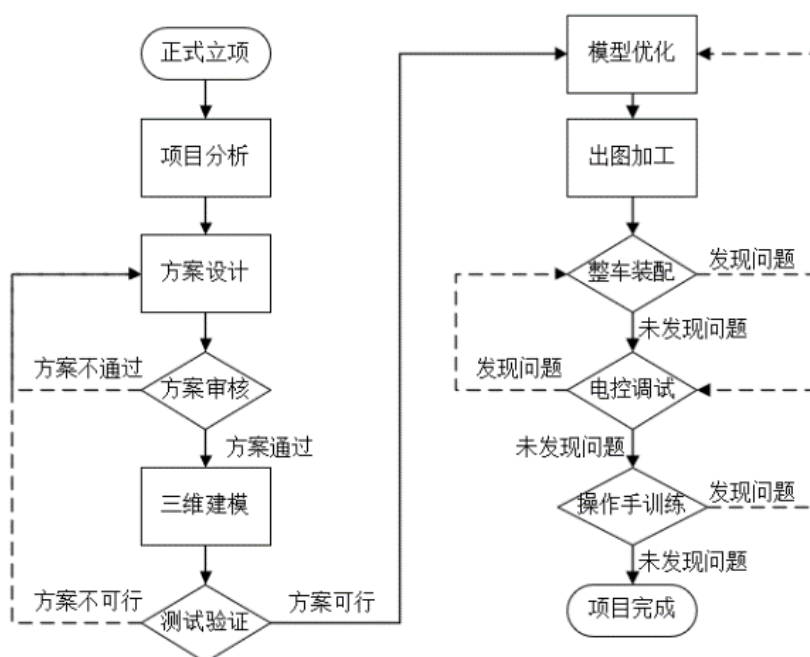 正式立项
项目分析
方案设计
方案不通过
方案审核
方案通过
三维建模
方案不可行
测试验证
方案可行
模型优化
出图加工
整车装配
发现问题
未发现问题
发现问题
电控调试
未发现问题
操作手训练
发现问题
未发现问题
项目完成